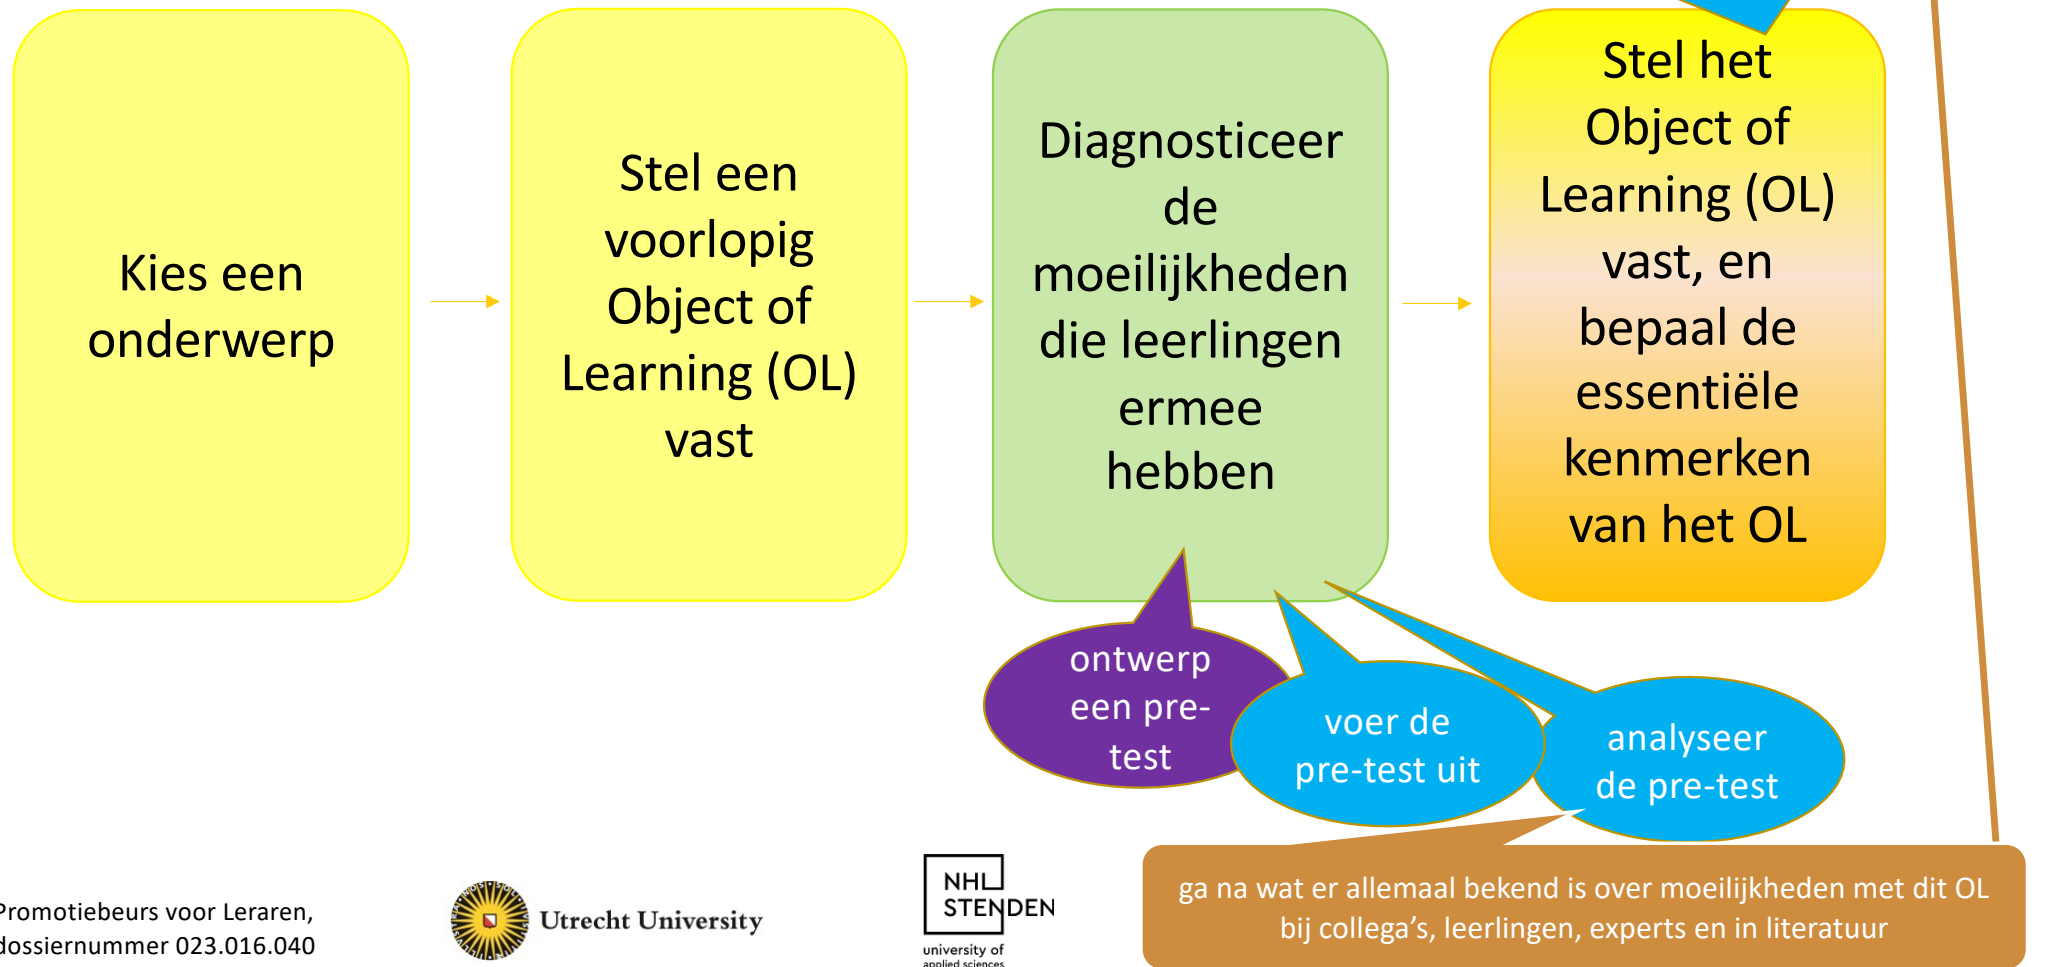 Kies een
onderwerp
Stel een
voorlopig
Object of
Learning (OL)
vast
Diagnosticeer
de
moeilijkheden
die leerlingen
ermee
hebben
Stel het
Object of
Learning (OL)
vast, en
bepaal de
essentiële
kenmerken
van het OL
ontwerp
een pre-
test
voer de
pre-test uit
analyseer
de pre-test
ga na wat er allemaal bekend is over moeilijkheden met dit OL
bij collega’s, leerlingen, experts en in literatuur
Promotiebeurs voor Leraren,
dossiernummer 023.016.040
Utrecht University
NHL
STENDEN
university of
applied sciences